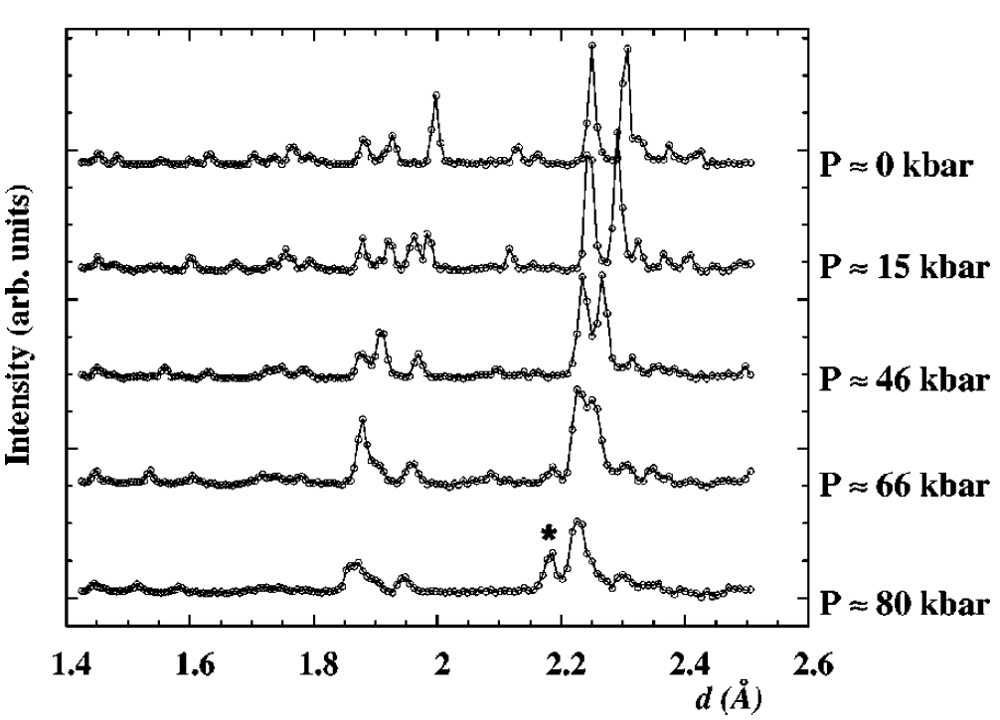 Intensity (arb. units)
P ≈ 0 kbar
P ≈ 15 kbar
P ≈ 46 kbar
P ≈ 66 kbar
*
P ≈ 80 kbar
1.4 1.6 1.8 2 2.2 2.4 2.6
d (Å)